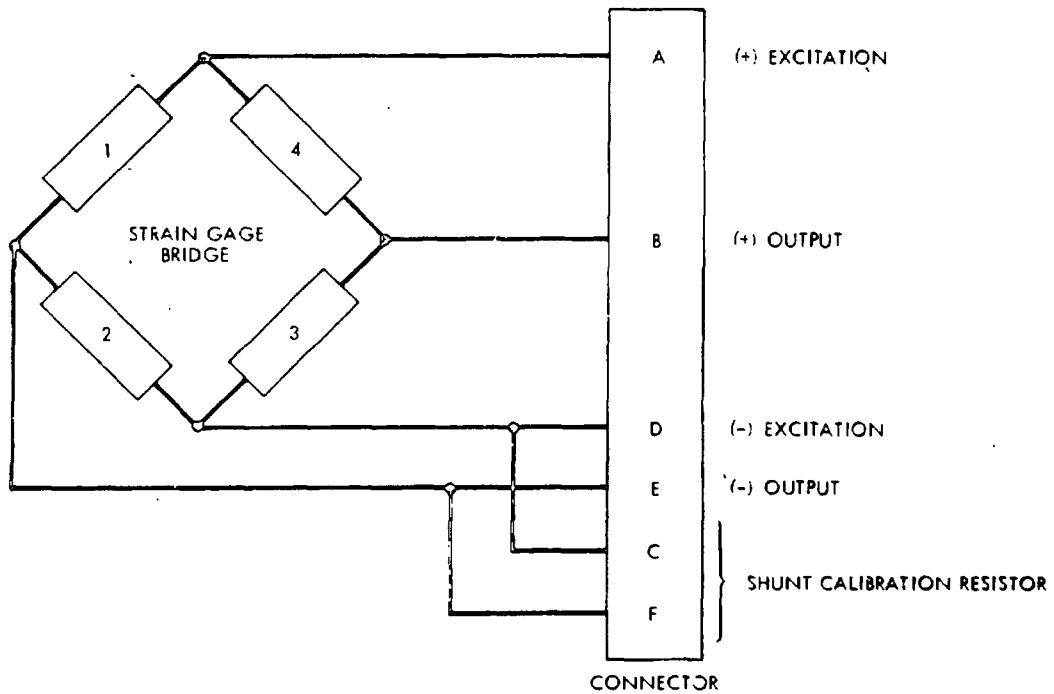 A (+) EXCITATION
1 4
STRAIN GAGE
BRIDGE
B (+) OUTPUT
2 3
D (-) EXCITATION
E (-) OUTPUT
C
SHUNT CALIBRATION RESISTOR
F
CONNECTOR